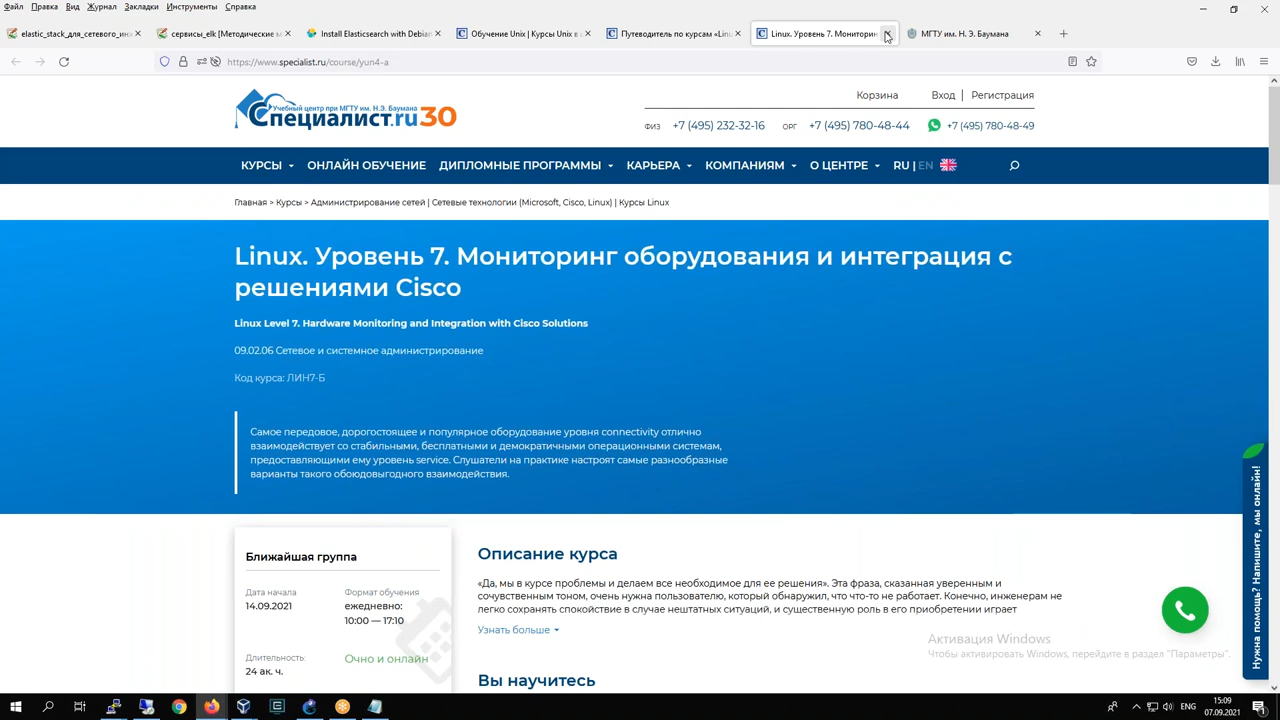 Файл Правка Вид Журнал Закладки Инструменты Справка
elastic_stack_для_сетевого_инж
сервисы_elk [Методические м
Install Elasticsearch with Debian
Обучение Unix | Курсы Unix в с
Путеводитель по курсам «Linu
Linux. Уровень 7. Мониторин
МГТУ им. Н. Э. Баумана
https://www.specialist.ru/course/yun4-a
Учебный центр при МГТУ им. Н.Э. Баумана
Специалист.ru 30
Корзина Вход | Регистрация
ФИЗ +7 (495) 232-32-16 ОРГ +7 (495) 780-48-44 +7 (495) 780-48-49
КУРСЫ ОНЛАЙН ОБУЧЕНИЕ ДИПЛОМНЫЕ ПРОГРАММЫ КАРЬЕРА КОМПАНИЯМ О ЦЕНТРЕ RU | EN
Главная > Курсы > Администрирование сетей | Сетевые технологии (Microsoft, Cisco, Linux) | Курсы Linux
Linux. Уровень 7. Мониторинг оборудования и интеграция с
решениями Cisco
Linux Level 7. Hardware Monitoring and Integration with Cisco Solutions
09.02.06 Сетевое и системное администрирование
Код курса: ЛИН7-Б
Самое передовое, дорогостоящее и популярное оборудование уровня connectivity отлично
взаимодействует со стабильными, бесплатными и демократичными операционными системам,
предоставляющими ему уровень service. Слушатели на практике настроят самые разнообразные
варианты такого обоюдовыгодного взаимодействия.
Ближайшая группа
Дата начала
14.09.2021
Формат обучения
ежедневно:
10:00 — 17:10
Длительность:
24 ак. ч.
Очно и онлайн
Описание курса
«Да, мы в курсе проблемы и делаем все необходимое для ее решения». Эта фраза, сказанная уверенным и
сочувственным тоном, очень нужна пользователю, который обнаружил, что что-то не работает. Конечно, инженерам не
легко сохранять спокойствие в случае нештатных ситуаций, и существенную роль в его приобретении играет
Узнать больше
Вы научитесь
Нужна помощь? Напишите, мы онлайн!
Активация Windows
Чтобы активировать Windows, перейдите в раздел "Параметры".
ENG
15:09
07.09.2021